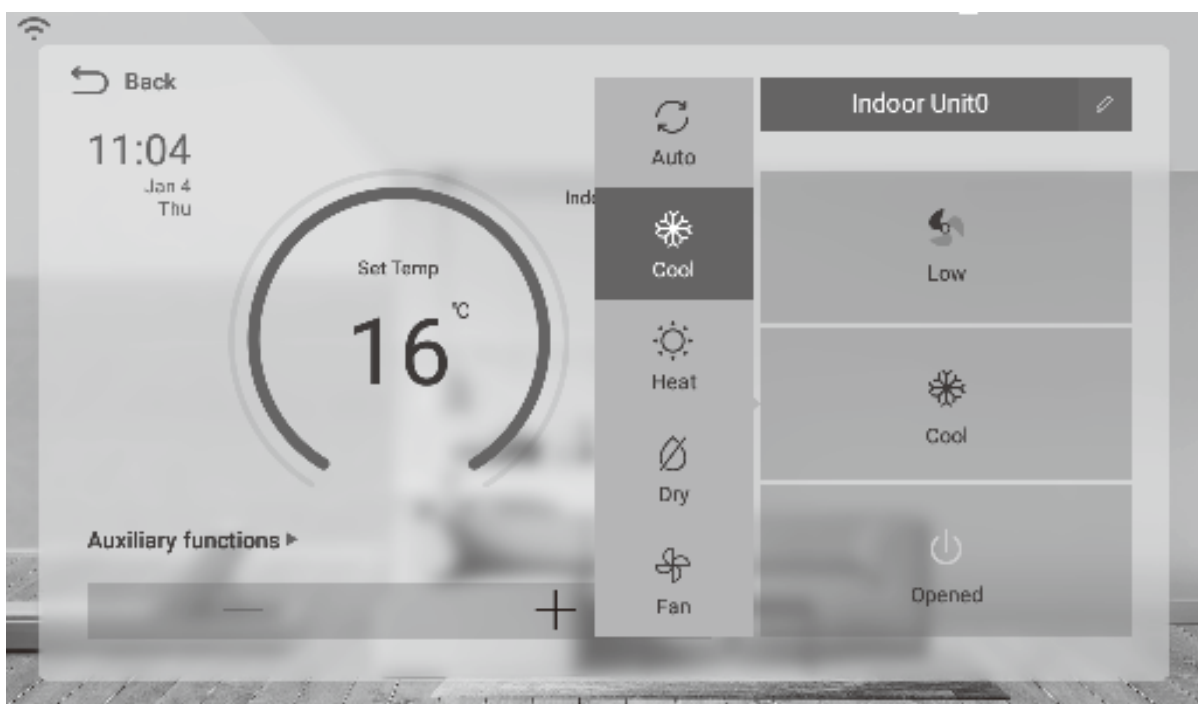 Back
11:04
Jan 4
Thu
Set Temp
16 °C
Auxiliary functions
Auto
Cool
Heat
Dry
Fan
Indoor Unit0
Low
Cool
Opened